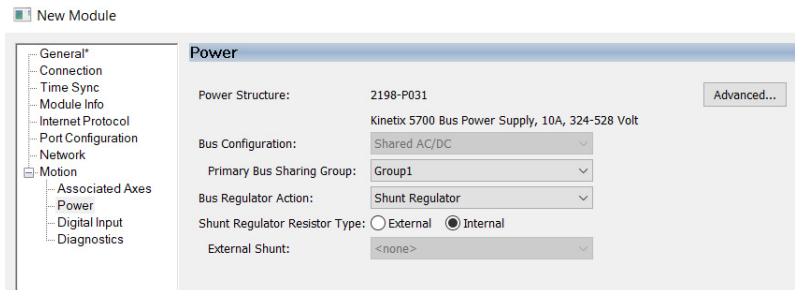 New Module
General*
Connection
Time Sync
Module Info
Internet Protocol
Port Configuration
Network
Motion
Associated Axes
Power
Digital Input
Diagnostics
Power
Power Structure: 2198-P031 Advanced...
Kinetix 5700 Bus Power Supply, 10A, 324-528 Volt
Bus Configuration: Shared AC/DC
Primary Bus Sharing Group: Group1
Bus Regulator Action: Shunt Regulator
Shunt Regulator Resistor Type: External Internal
External Shunt: <none>